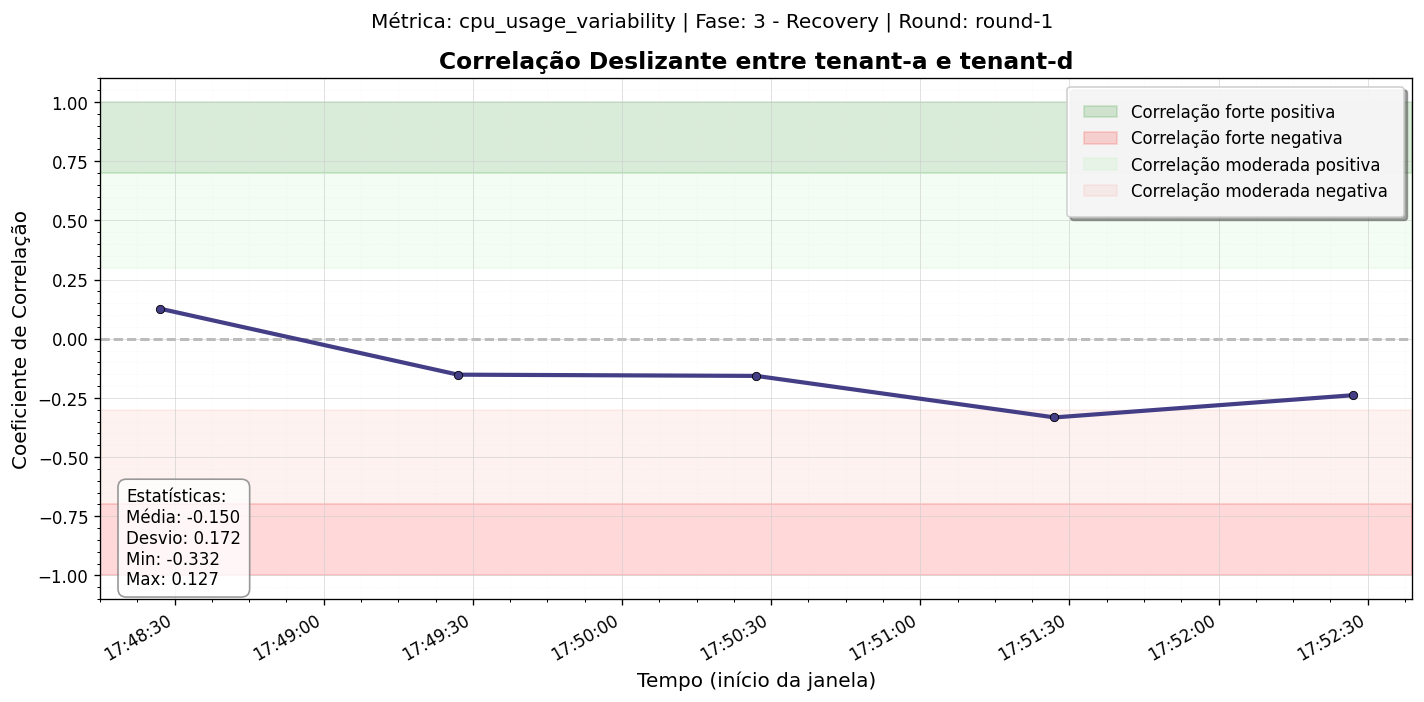 Métrica: cpu_usage_variability | Fase: 3 - Recovery | Round: round-1
Correlação Deslizante entre tenant-a e tenant-d
Coeficiente de Correlação
1.00
0.75
0.50
0.25
0.00
−0.25
−0.50
−0.75
−1.00
Correlação forte positiva
Correlação forte negativa
Correlação moderada positiva
Correlação moderada negativa
Estatísticas:
Média: -0.150
Desvio: 0.172
Min: -0.332
Max: 0.127
17:48:30
17:49:00
17:49:30
17:50:00
17:50:30
17:51:00
17:51:30
17:52:00
17:52:30
Tempo (início da janela)